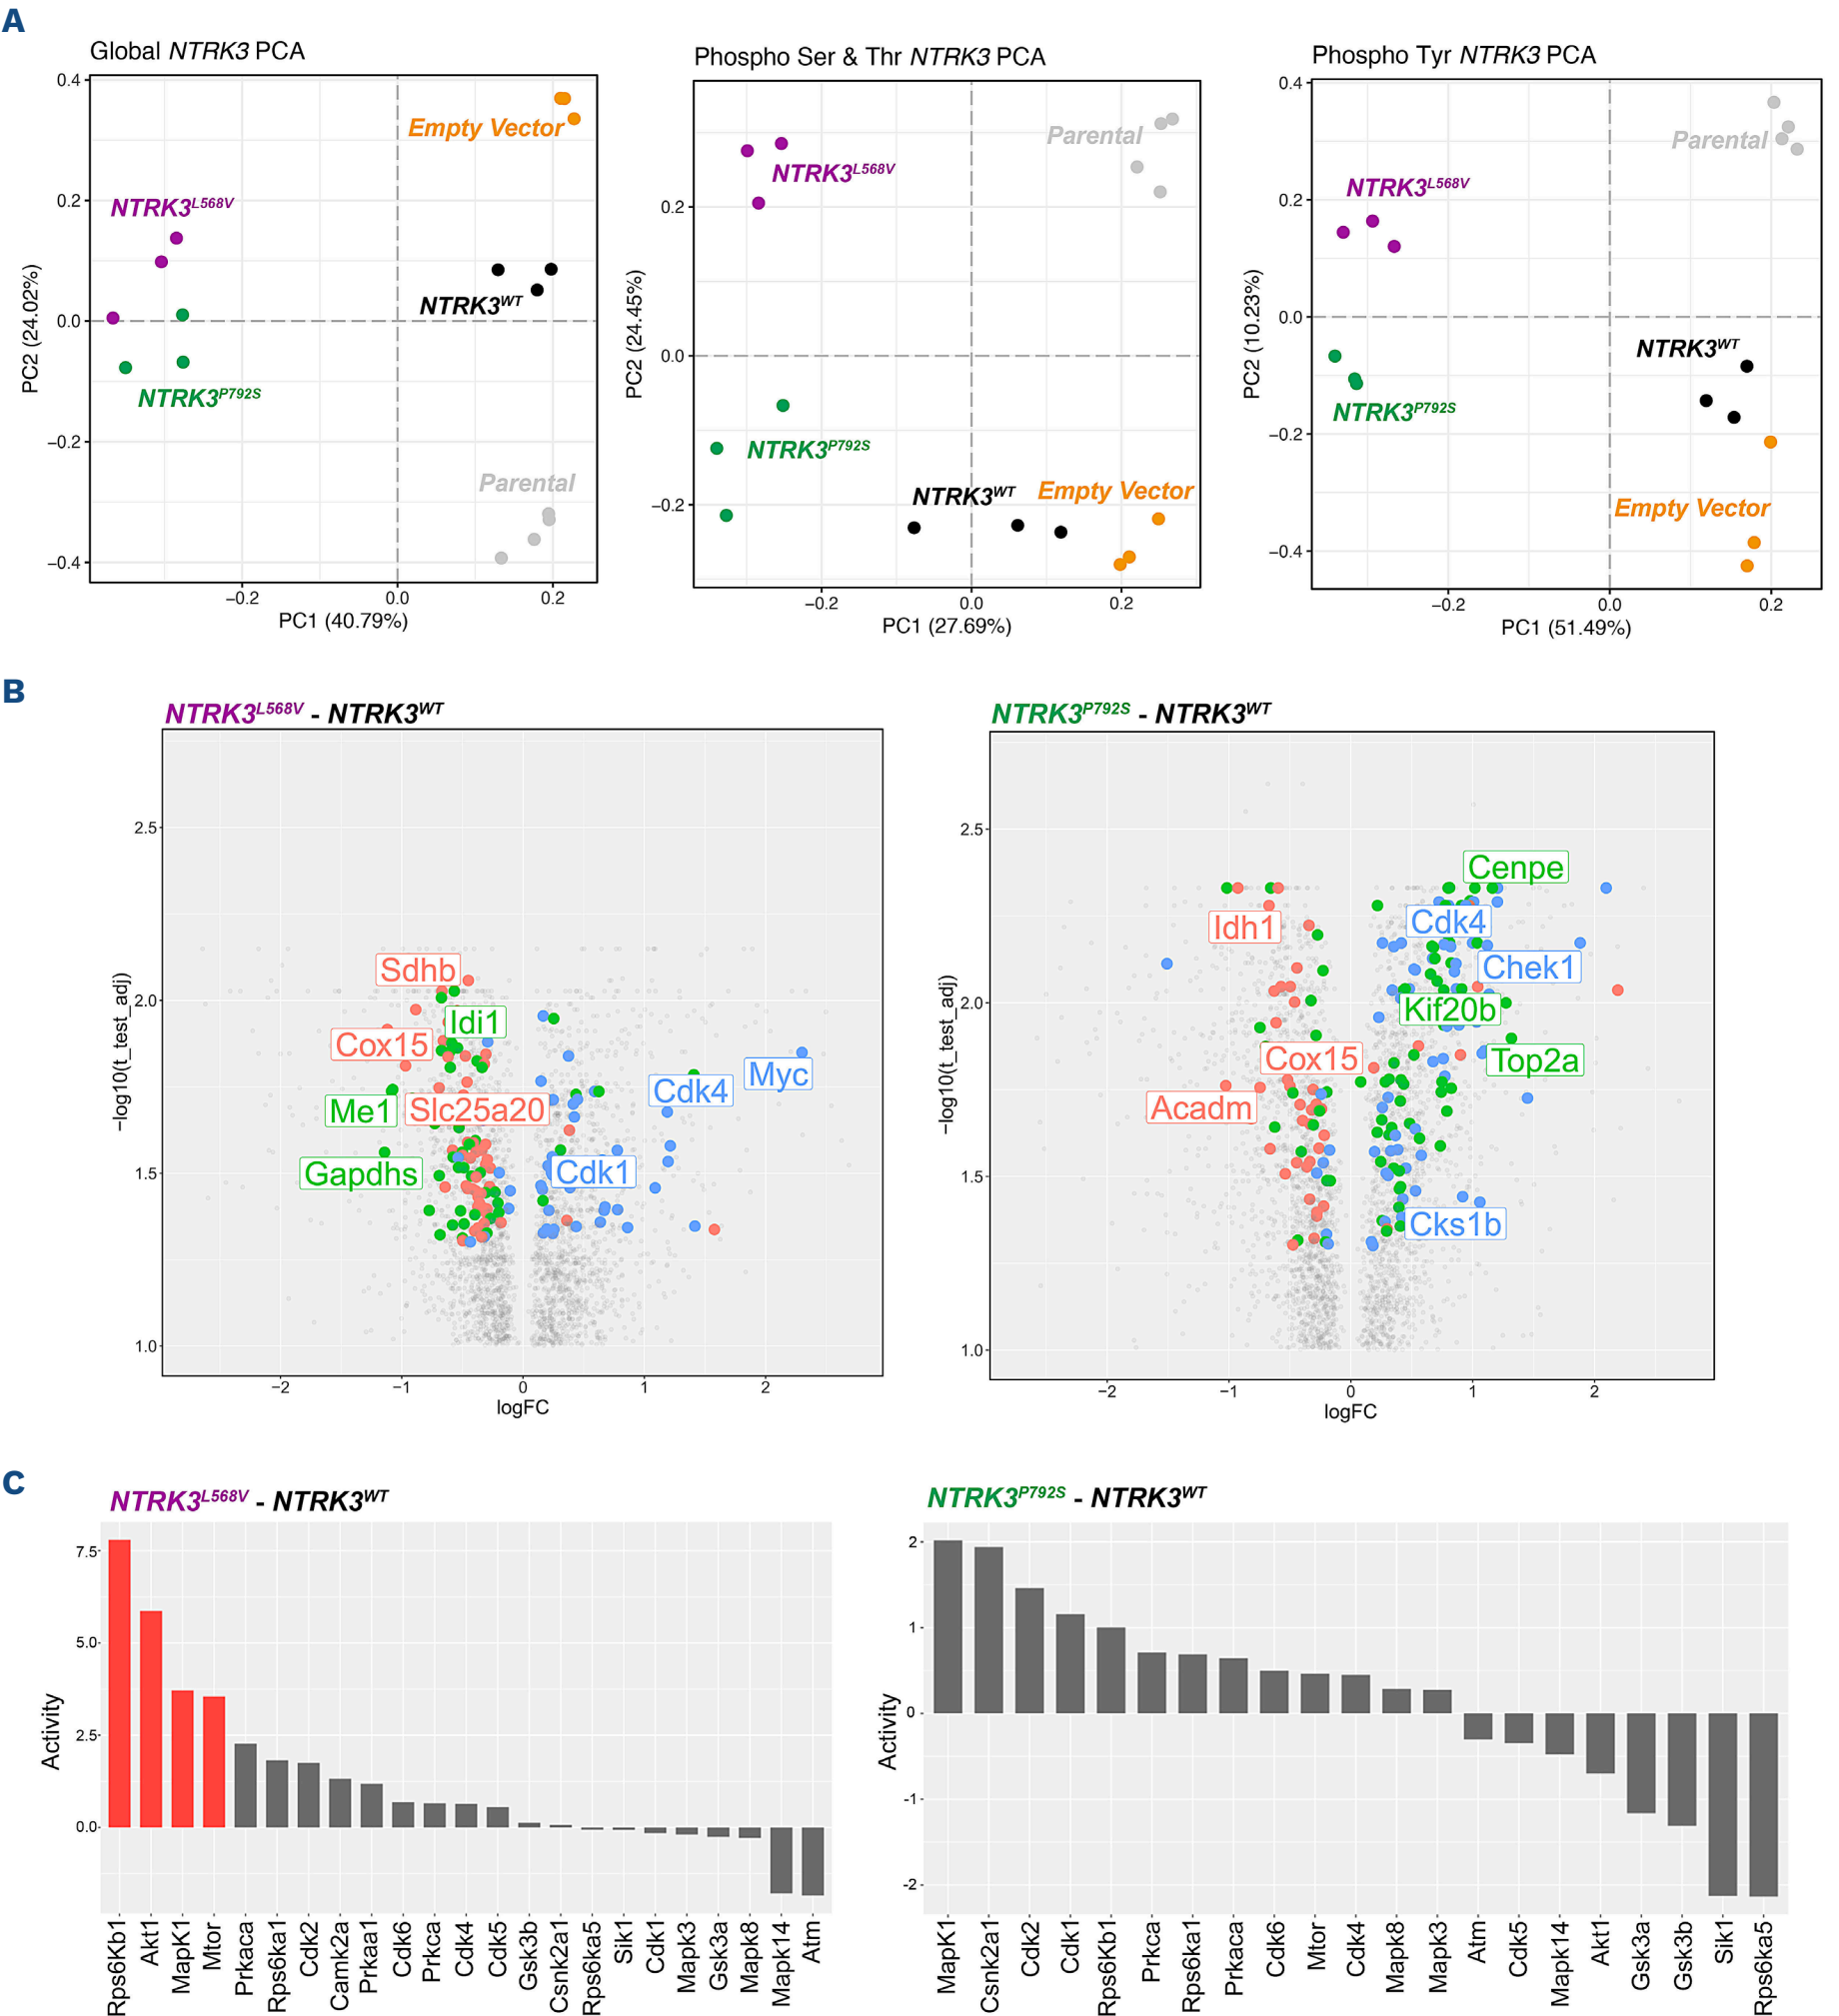 A
Global NTRK3 PCA
Phospho Ser & Thr NTRK3 PCA
Phospho Tyr NTRK3 PCA
0.4
0.2
0.0
−0.2
−0.4
PC2 (24.02%)
Empty Vector
NTRK3L568V
NTRK3WT
NTRK3P792S
Parental
−0.2
0.0
0.2
PC1 (40.79%)
0.2
0.0
−0.2
PC2 (24.45%)
Parental
NTRK3L568V
NTRK3P792S
NTRK3WT
Empty Vector
−0.2
0.0
0.2
PC1 (27.69%)
0.4
0.2
0.0
−0.2
−0.4
PC2 (10.23%)
Parental
NTRK3L568V
NTRK3WT
NTRK3P792S
Empty Vector
−0.2
0.0
0.2
PC1 (51.49%)
B
NTRK3L568V - NTRK3WT
2.5
2.0
1.5
1.0
−log10(t_test_adj)
Sdhb
Idi1
Cox15
Myc
Cdk4
Me1
Slc25a20
Gapdhs
Cdk1
−2
−1
0
1
2
logFC
NTRK3P792S - NTRK3WT
2.5
2.0
1.5
1.0
−log10(t_test_adj)
Cenpe
Idh1
Cdk4
Chek1
Kif20b
Cox15
Top2a
Acadm
Cks1b
−2
−1
0
1
2
logFC
C
NTRK3L568V - NTRK3WT
7.5
5.0
2.5
0.0
Activity
Rps6Kb1
Akt1
MapK1
Mtor
Prkaca
Rps6ka1
Cdk2
Camk2a
Prkaa1
Cdk6
Prkca
Cdk4
Cdk5
Gsk3b
Csnk2a1
Rps6ka5
Sik1
Cdk1
Mapk3
Gsk3a
Mapk8
Mapk14
Atm
NTRK3P792S - NTRK3WT
2
1
0
-1
-2
Activity
MapK1
Csnk2a1
Cdk2
Cdk1
Rps6Kb1
Prkca
Rps6ka1
Prkaca
Cdk6
Mtor
Cdk4
Mapk8
Mapk3
Atm
Cdk5
Mapk14
Akt1
Gsk3a
Gsk3b
Sik1
Rps6ka5